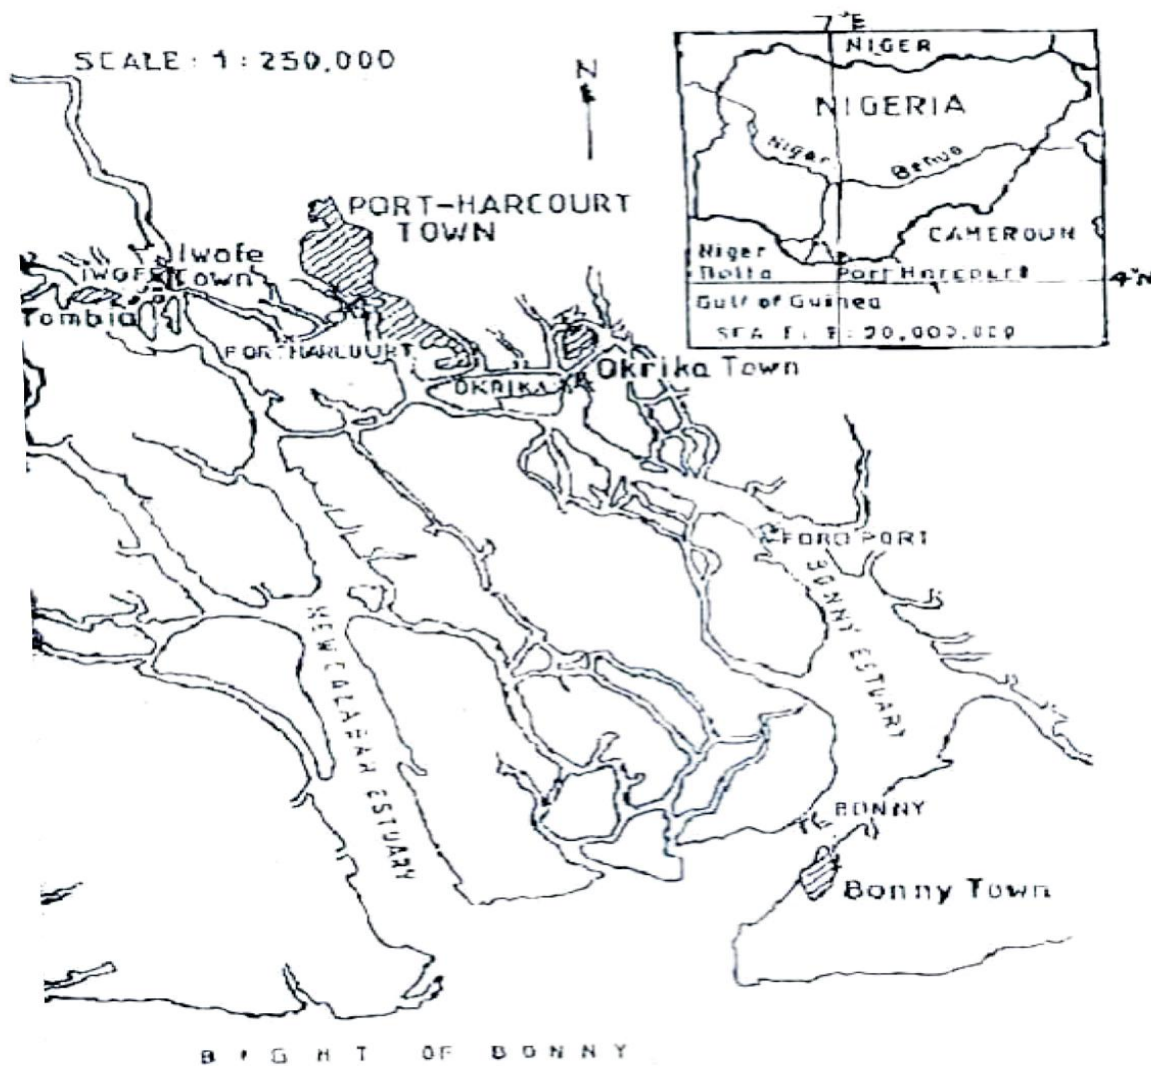 SCALE: 1: 250,000
N
7°E
NIGER
NIGERIA
Niger
Benue
CAMEROUN
Niger
Delta
Port Harcourt
4°N
Gulf of Guinea
PORT-HARCOURT
TOWN
Iwofe
Town
IWOFE
Tombia
PORT HARCOURT
OKRIKA
Okrika Town
FORO PORT
BONNY ESTUARY
NEW CALABAR ESTUARY
BONNY
Bonny Town
BIGHT OF BONNY